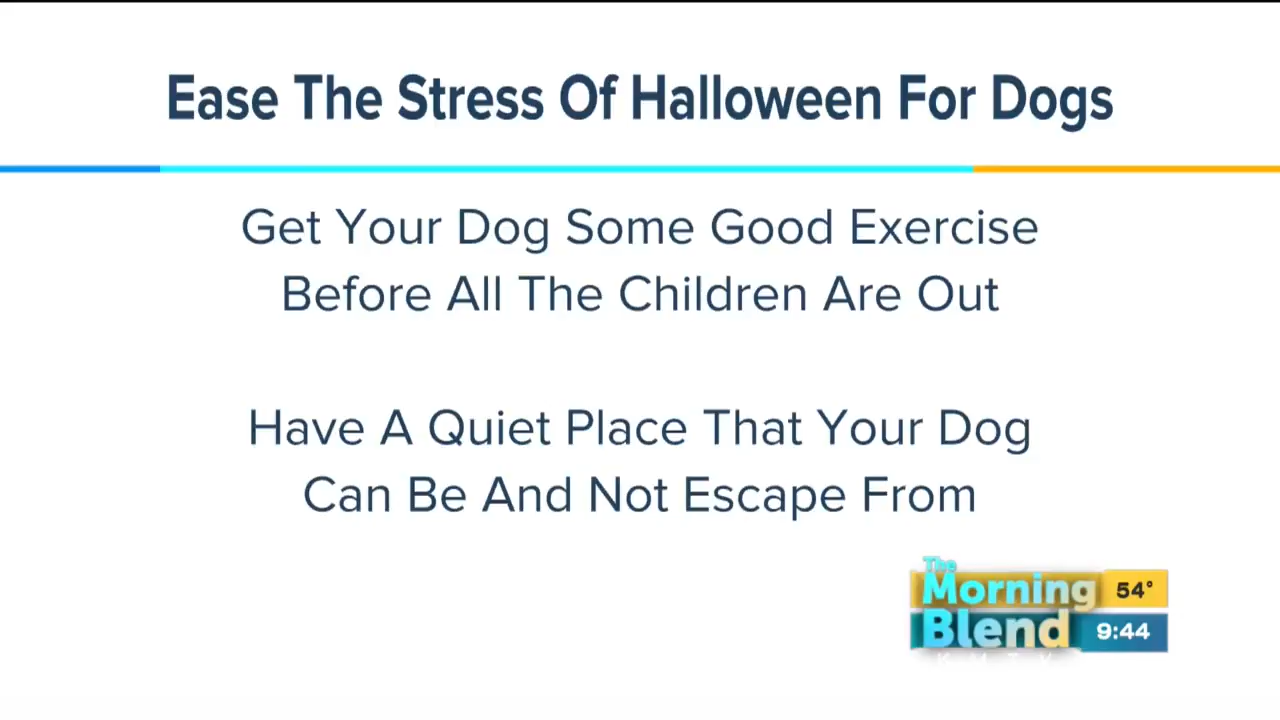 Ease The Stress Of Halloween For Dogs
Get Your Dog Some Good Exercise
Before All The Children Are Out
Have A Quiet Place That Your Dog
Can Be And Not Escape From
The
Morning
54°
Blend
9:44